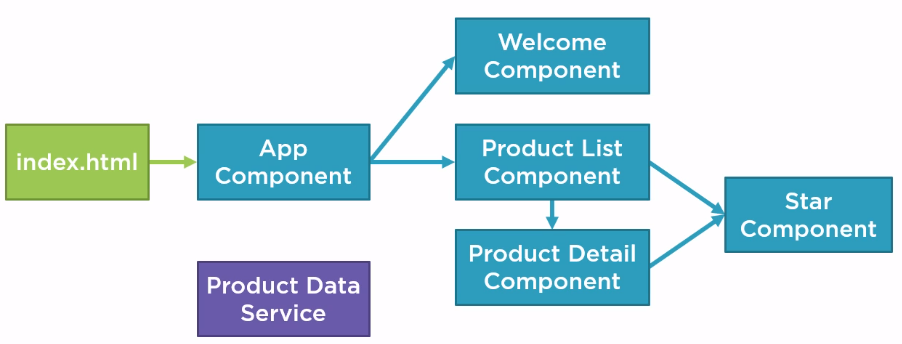 Welcome
Component
index.html
App
Component
Product List
Component
Star
Component
Product Detail
Component
Product Data
Service